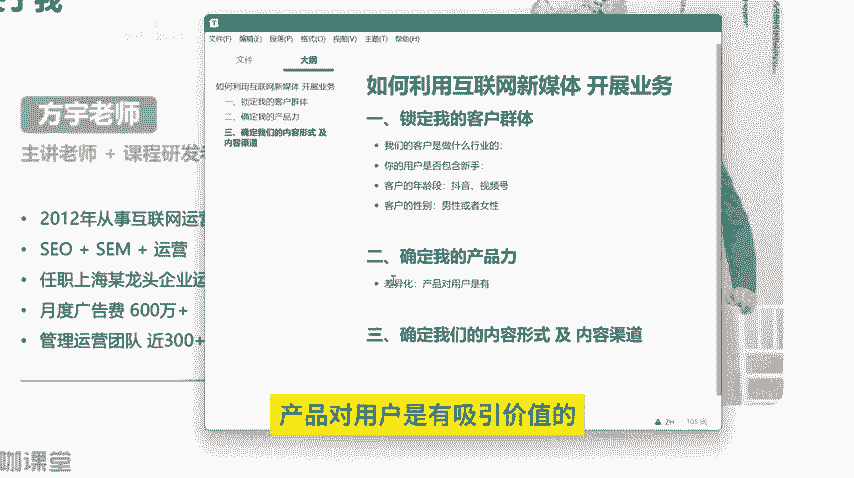 于我
方宇老师
主讲老师 + 课程研发
• 2012年从事互联网运营
• SEO + SEM + 运营
• 任职上海某龙头企业运
• 月度广告费 600万+
• 管理运营团队 近300+
咖课堂
文件(F) 编辑(E) 段落(P) 格式(O) 视图(V) 主题(T) 帮助(H)
文件 大纲
如何利用互联网新媒体 开展业务
一、锁定我的客户群体
二、确定我的产品力
三、确定我们的内容形式 及
内容渠道
如何利用互联网新媒体 开展业务
一、锁定我的客户群体
• 我们的客户是做什么行业的:
• 你的用户是否包含新手:
• 客户的年龄段: 抖音、视频号
• 客户的性别: 男性或者女性
二、确定我的产品力
• 差异化: 产品对用户是有
三、确定我们的内容形式 及 内容渠道
ZH 105 词
产品对用户是有吸引价值的